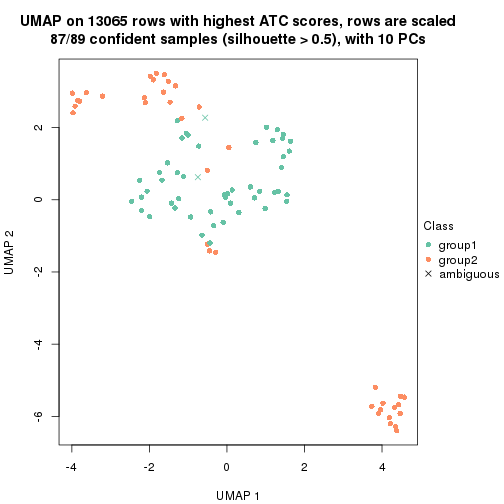 UMAP on 13065 rows with highest ATC scores, rows are scaled
87/89 confident samples (silhouette > 0.5), with 10 PCs
2
0
-2
-4
-6
UMAP 2
-4
-2
0
2
4
UMAP 1
Class
group1
group2
ambiguous